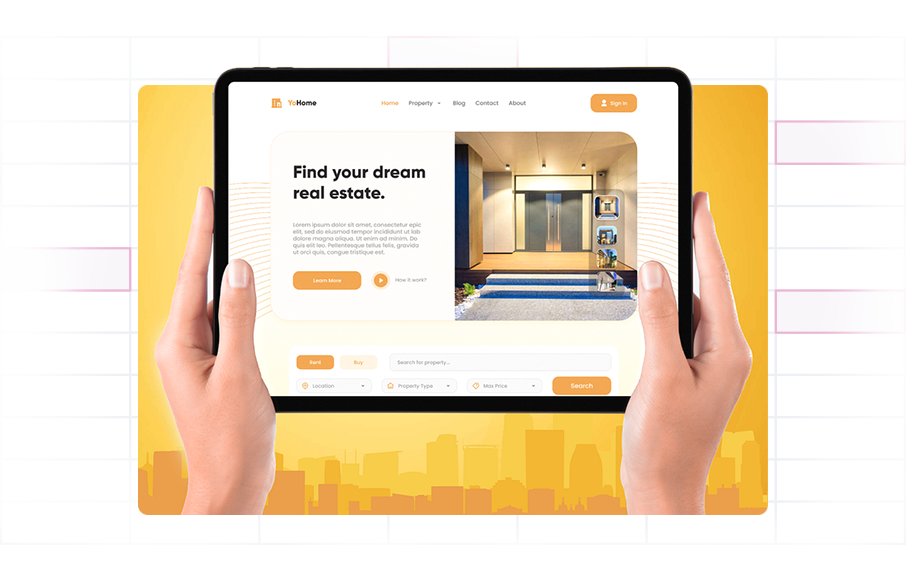 YoHome
Home Property Blog Contact About
Sign in
Find your dream
real estate.
Lorem ipsum dolor sit amet, consectetur epic
elit, sed do eiusmod tempor incididunt ut lab
dolore magna aliqua. Ut enim ad minim. Do
quis elit leo. Pellentesque tellus felis, gravida
ut orci quis, congue tristique est.
Learn More
How it work?
Rent
Buy
Search for property...
Location
Property Type
Max Price
Search